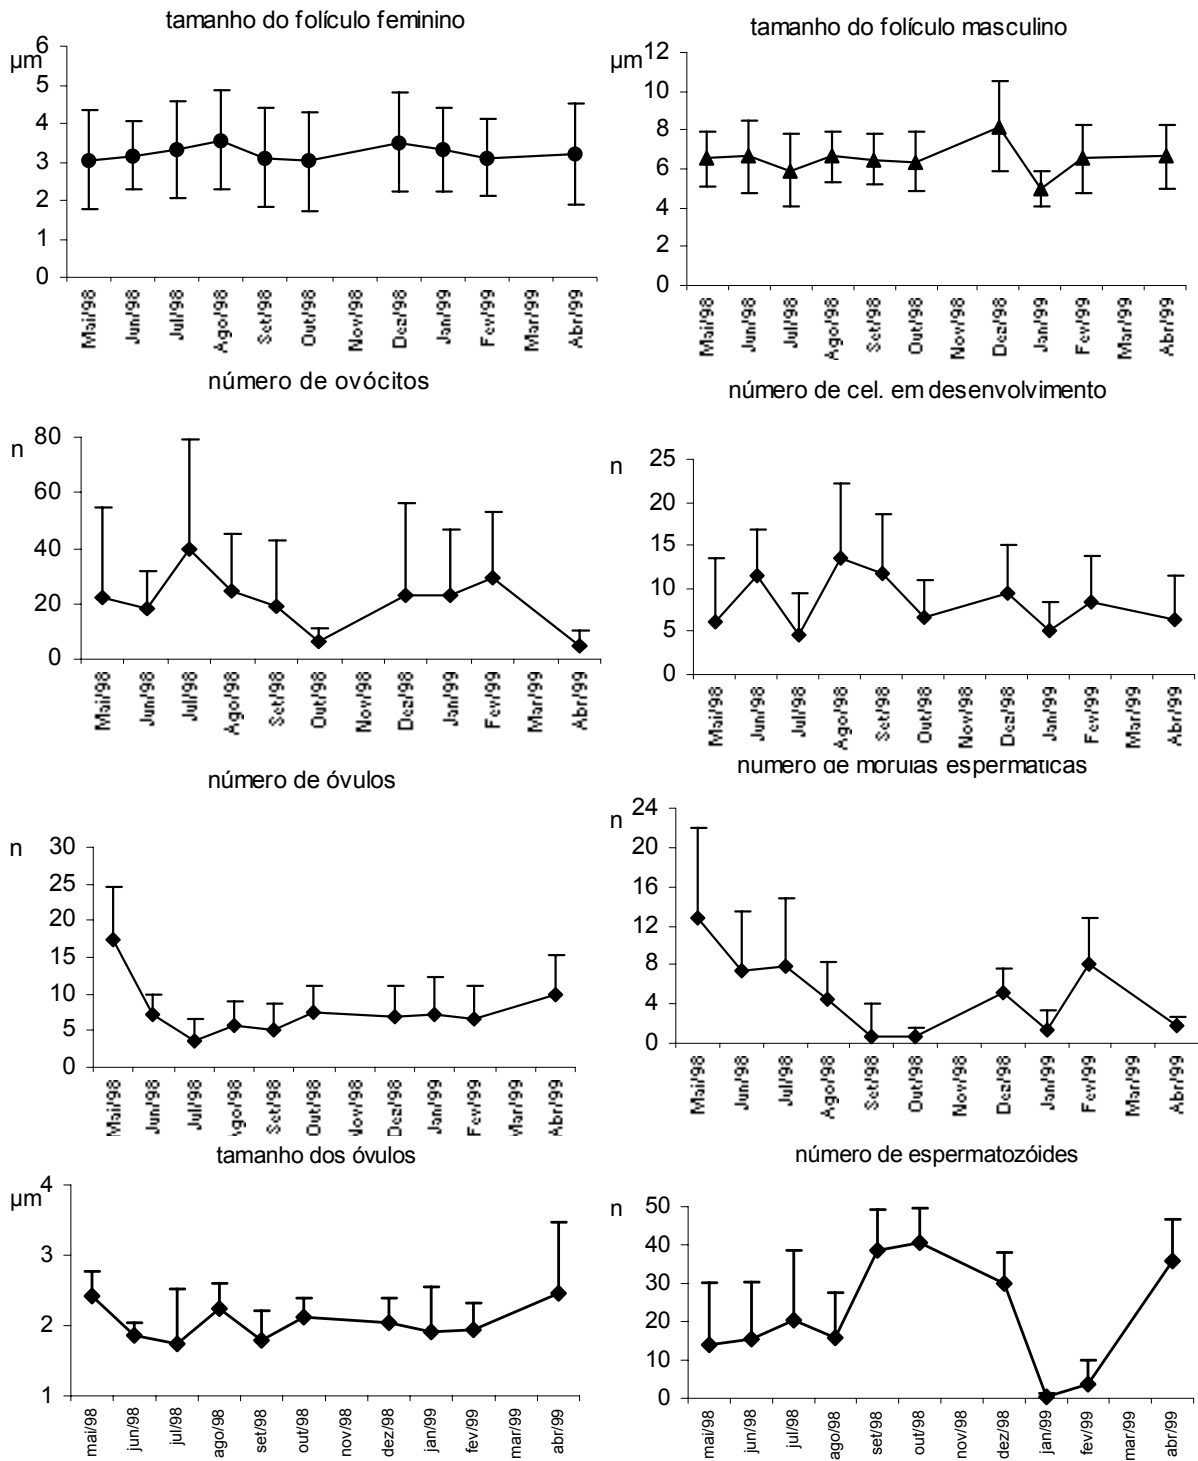 tamanho do folículo feminino
µm
6
5
4
3
2
1
0
Mai/98 Jun/98 Jul/98 Ago/98 Set/98 Out/98 Nov/98 Dez/98 Jan/99 Fev/99 Mar/99 Abr/99
tamanho do folículo masculino
µm
12
10
8
6
4
2
0
Mai/98 Jun/98 Jul/98 Ago/98 Set/98 Out/98 Nov/98 Dez/98 Jan/99 Fev/99 Mar/99 Abr/99
número de ovócitos
n
80
60
40
20
0
Mai/98 Jun/98 Jul/98 Ago/98 Set/98 Out/98 Nov/98 Dez/98 Jan/99 Fev/99 Mar/99 Abr/99
número de cel. em desenvolvimento
n
25
20
15
10
5
0
Mai/98 Jun/98 Jul/98 Ago/98 Set/98 Out/98 Nov/98 Dez/98 Jan/99 Fev/99 Mar/99 Abr/99
número de óvulos
n
30
25
20
15
10
5
0
Mai/98 Jun/98 Jul/98 Ago/98 Set/98 Out/98 Nov/98 Dez/98 Jan/99 Fev/99 Mar/99 Abr/99
número de mórulas espermáticas
n
24
20
16
12
8
4
0
Mai/98 Jun/98 Jul/98 Ago/98 Set/98 Out/98 Nov/98 Dez/98 Jan/99 Fev/99 Mar/99 Abr/99
tamanho dos óvulos
µm
4
3
2
1
mai/98 jun/98 jul/98 ago/98 set/98 out/98 nov/98 dez/98 jan/99 fev/99 mar/99 abr/99
número de espermatozóides
n
50
40
30
20
10
0
mai/98 jun/98 jul/98 ago/98 set/98 out/98 nov/98 dez/98 jan/99 fev/99 mar/99 abr/99